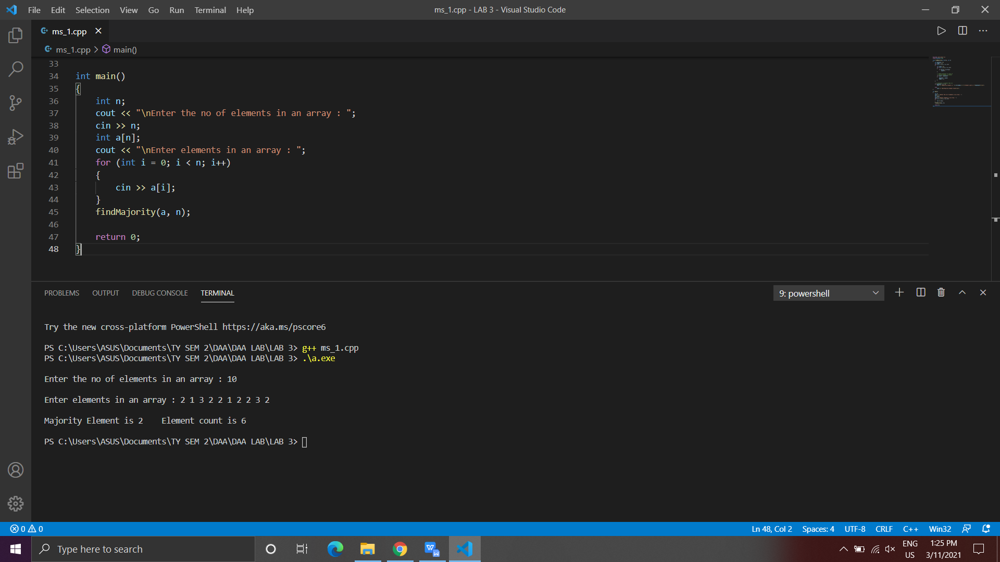 File Edit Selection View Go Run Terminal Help ms_1.cpp - LAB 3 - Visual Studio Code
ms_1.cpp
ms_1.cpp > main()
33
34 int main()
35 {
36 int n;
37 cout << "\nEnter the no of elements in an array : ";
38 cin >> n;
39 int a[n];
40 cout << "\nEnter elements in an array : ";
41 for (int i = 0; i < n; i++)
42 {
43 cin >> a[i];
44 }
45 findMajority(a, n);
46
47 return 0;
48 }
PROBLEMS OUTPUT DEBUG CONSOLE TERMINAL 9: powershell
Try the new cross-platform PowerShell https://aka.ms/pscore6
PS C:\Users\ASUS\Documents\TY SEM 2\DAA\DAA LAB\LAB 3> g++ ms_1.cpp
PS C:\Users\ASUS\Documents\TY SEM 2\DAA\DAA LAB\LAB 3> .\a.exe
Enter the no of elements in an array : 10
Enter elements in an array : 2 1 3 2 2 1 2 2 3 2
Majority Element is 2    Element count is 6
PS C:\Users\ASUS\Documents\TY SEM 2\DAA\DAA LAB\LAB 3>
0 0 Ln 48, Col 2 Spaces: 4 UTF-8 CRLF C++ Win32
Type here to search
ENG 1:25 PM
US 3/11/2021